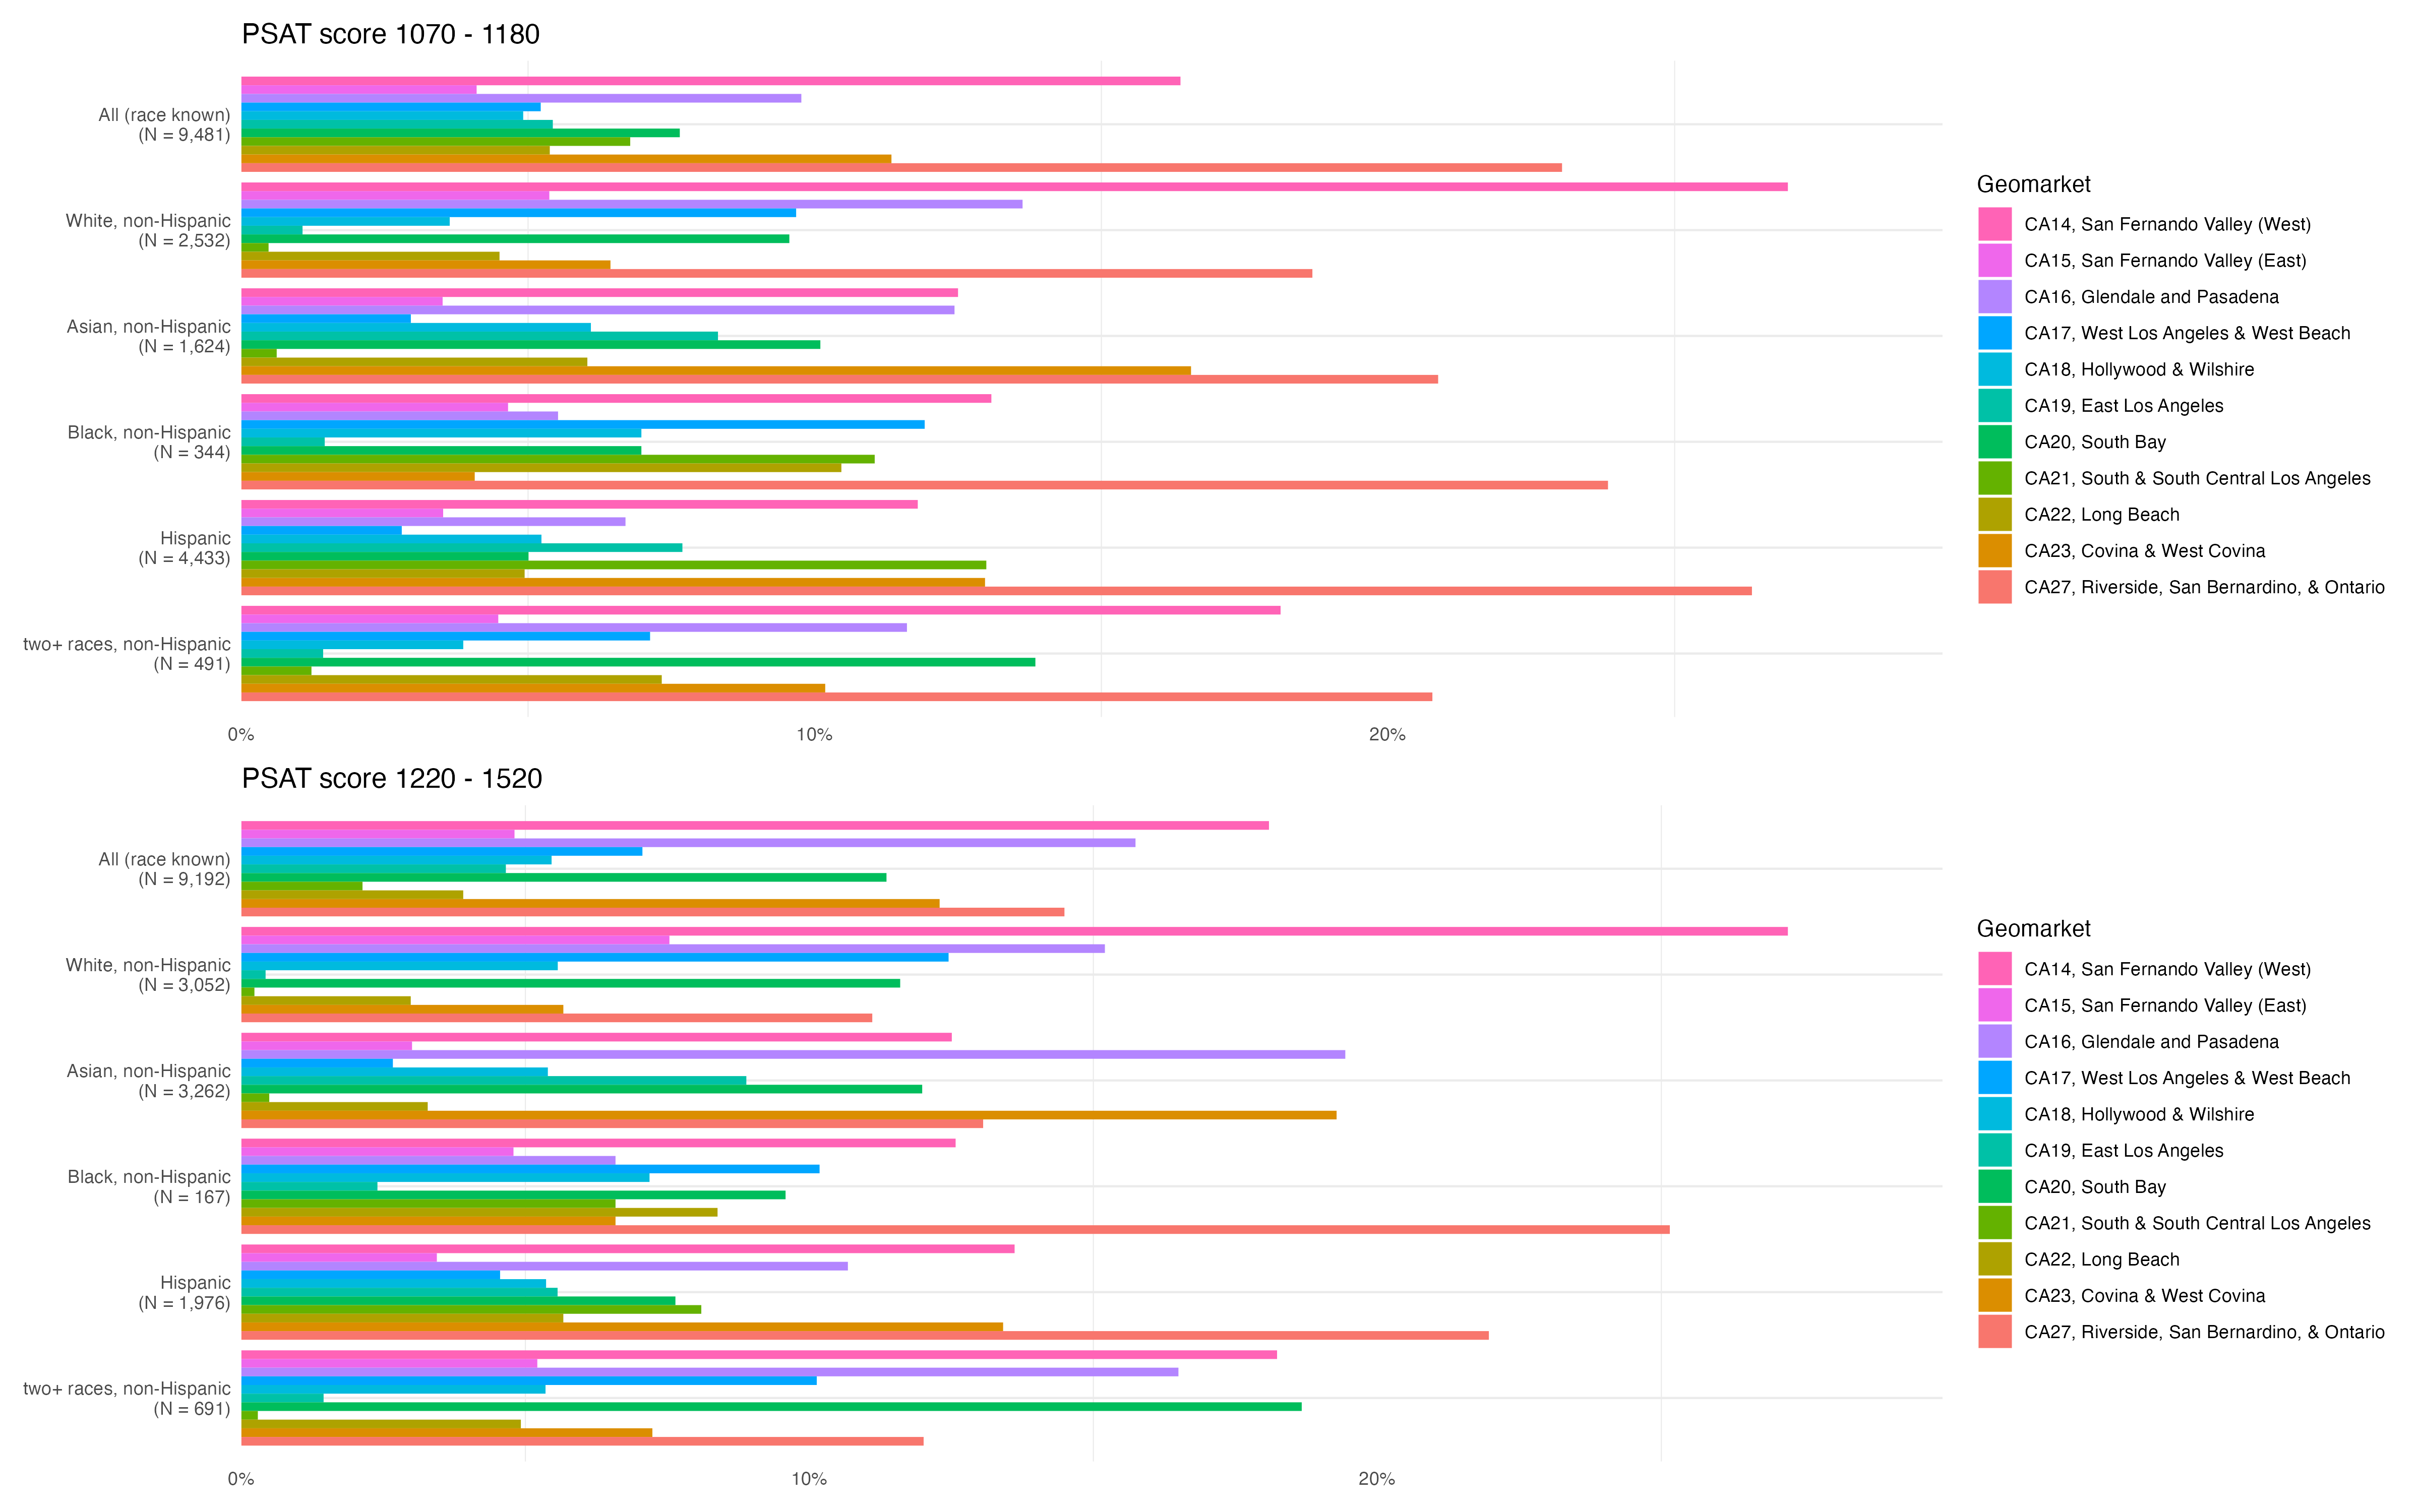 PSAT score 1070 - 1180
All (race known)
(N = 9,481)
White, non-Hispanic
(N = 2,532)
Asian, non-Hispanic
(N = 1,624)
Black, non-Hispanic
(N = 344)
Hispanic
(N = 4,433)
two+ races, non-Hispanic
(N = 491)
0%
10%
20%
Geomarket
CA14, San Fernando Valley (West)
CA15, San Fernando Valley (East)
CA16, Glendale and Pasadena
CA17, West Los Angeles & West Beach
CA18, Hollywood & Wilshire
CA19, East Los Angeles
CA20, South Bay
CA21, South & South Central Los Angeles
CA22, Long Beach
CA23, Covina & West Covina
CA27, Riverside, San Bernardino, & Ontario
PSAT score 1220 - 1520
All (race known)
(N = 9,192)
White, non-Hispanic
(N = 3,052)
Asian, non-Hispanic
(N = 3,262)
Black, non-Hispanic
(N = 167)
Hispanic
(N = 1,976)
two+ races, non-Hispanic
(N = 691)
0%
10%
20%
Geomarket
CA14, San Fernando Valley (West)
CA15, San Fernando Valley (East)
CA16, Glendale and Pasadena
CA17, West Los Angeles & West Beach
CA18, Hollywood & Wilshire
CA19, East Los Angeles
CA20, South Bay
CA21, South & South Central Los Angeles
CA22, Long Beach
CA23, Covina & West Covina
CA27, Riverside, San Bernardino, & Ontario